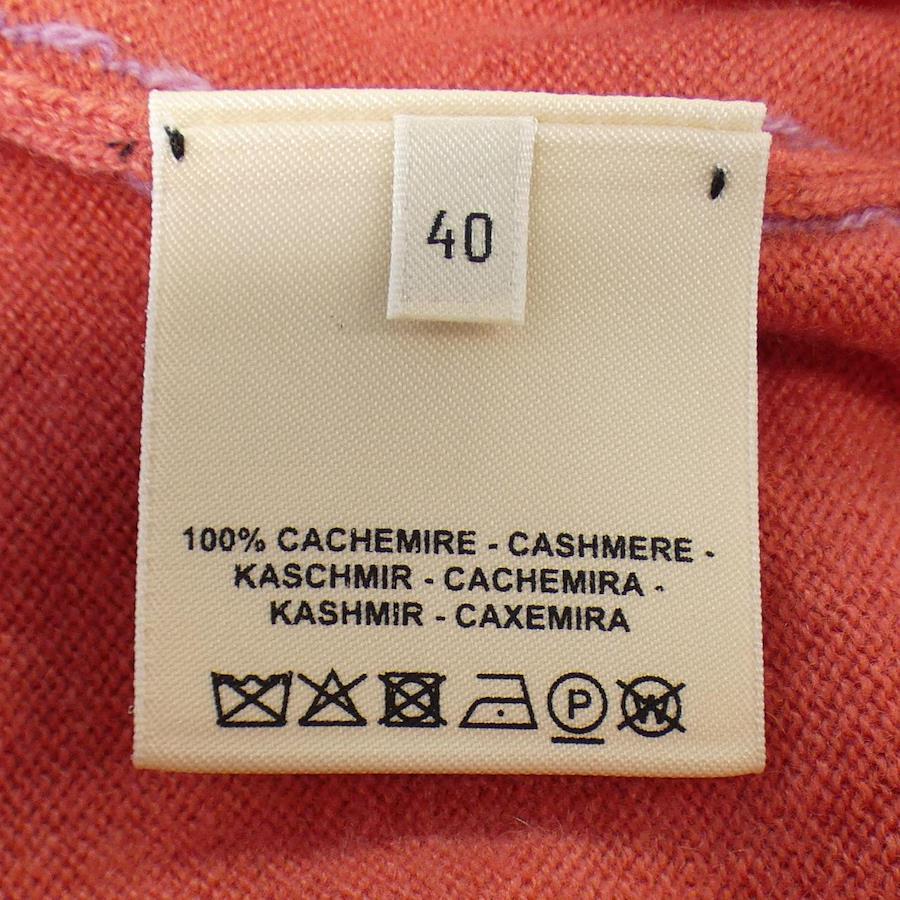 40
100% CACHEMIRE - CASHMERE -
KASCHMIR - CACHEMIRA -
KASHMIR - CAXEMIRA
P W